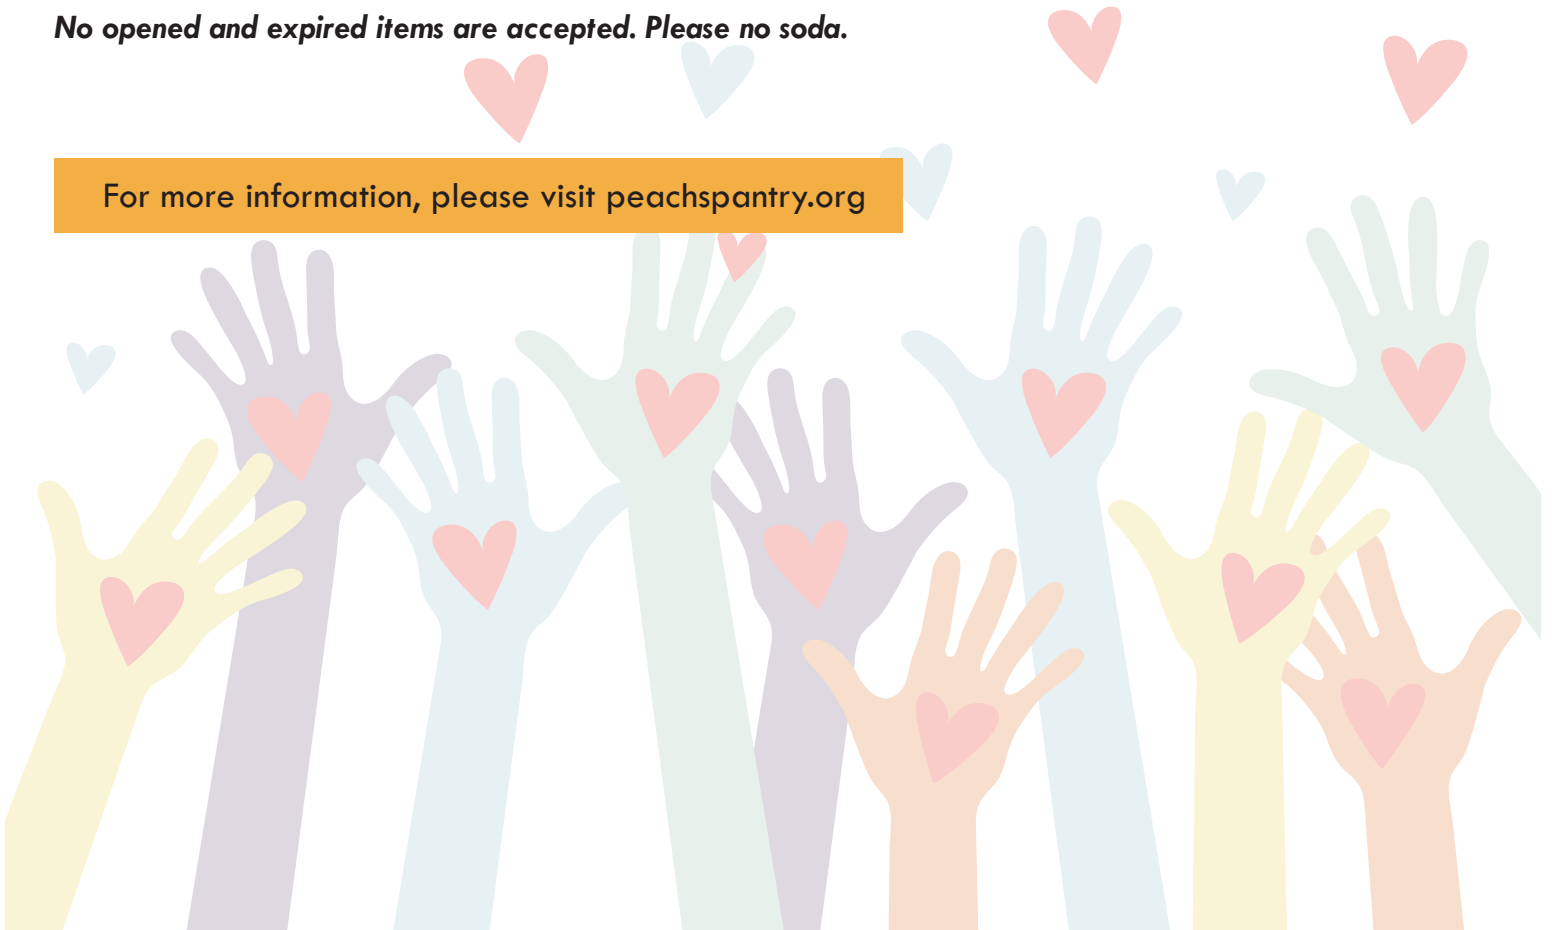 No opened and expired items are accepted. Please no soda.
For more information, please visit peachspantry.org